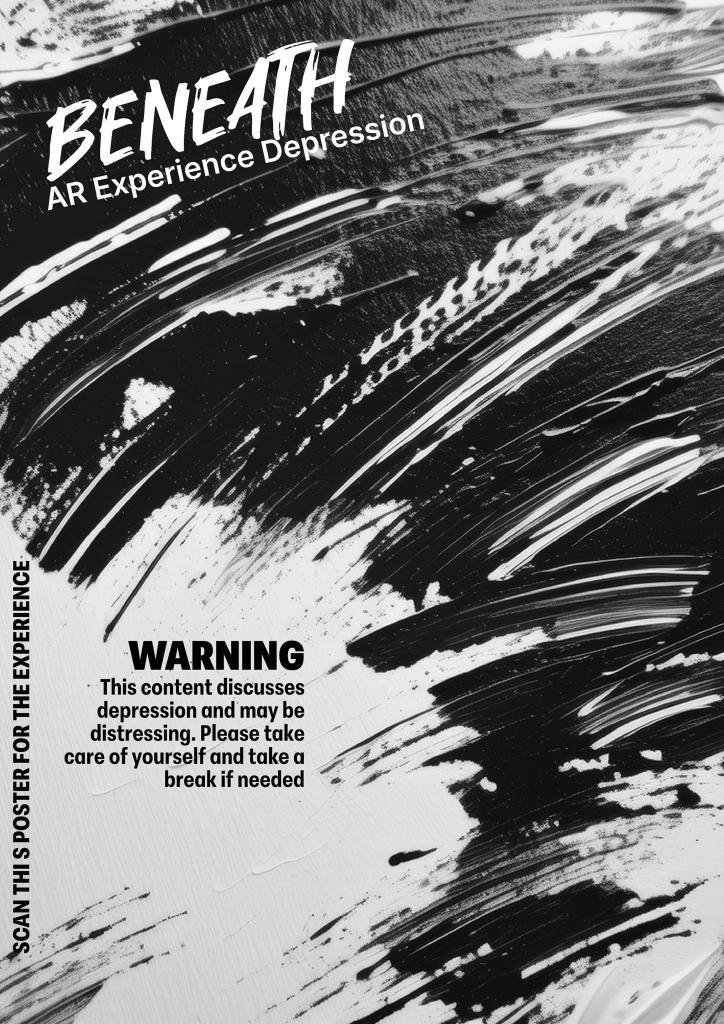 BENEATH
AR Experience Depression
WARNING
This content discusses
depression and may be
distressing. Please take
care of yourself and take a
break if needed
SCAN THI S POSTER FOR THE EXPERIENCE